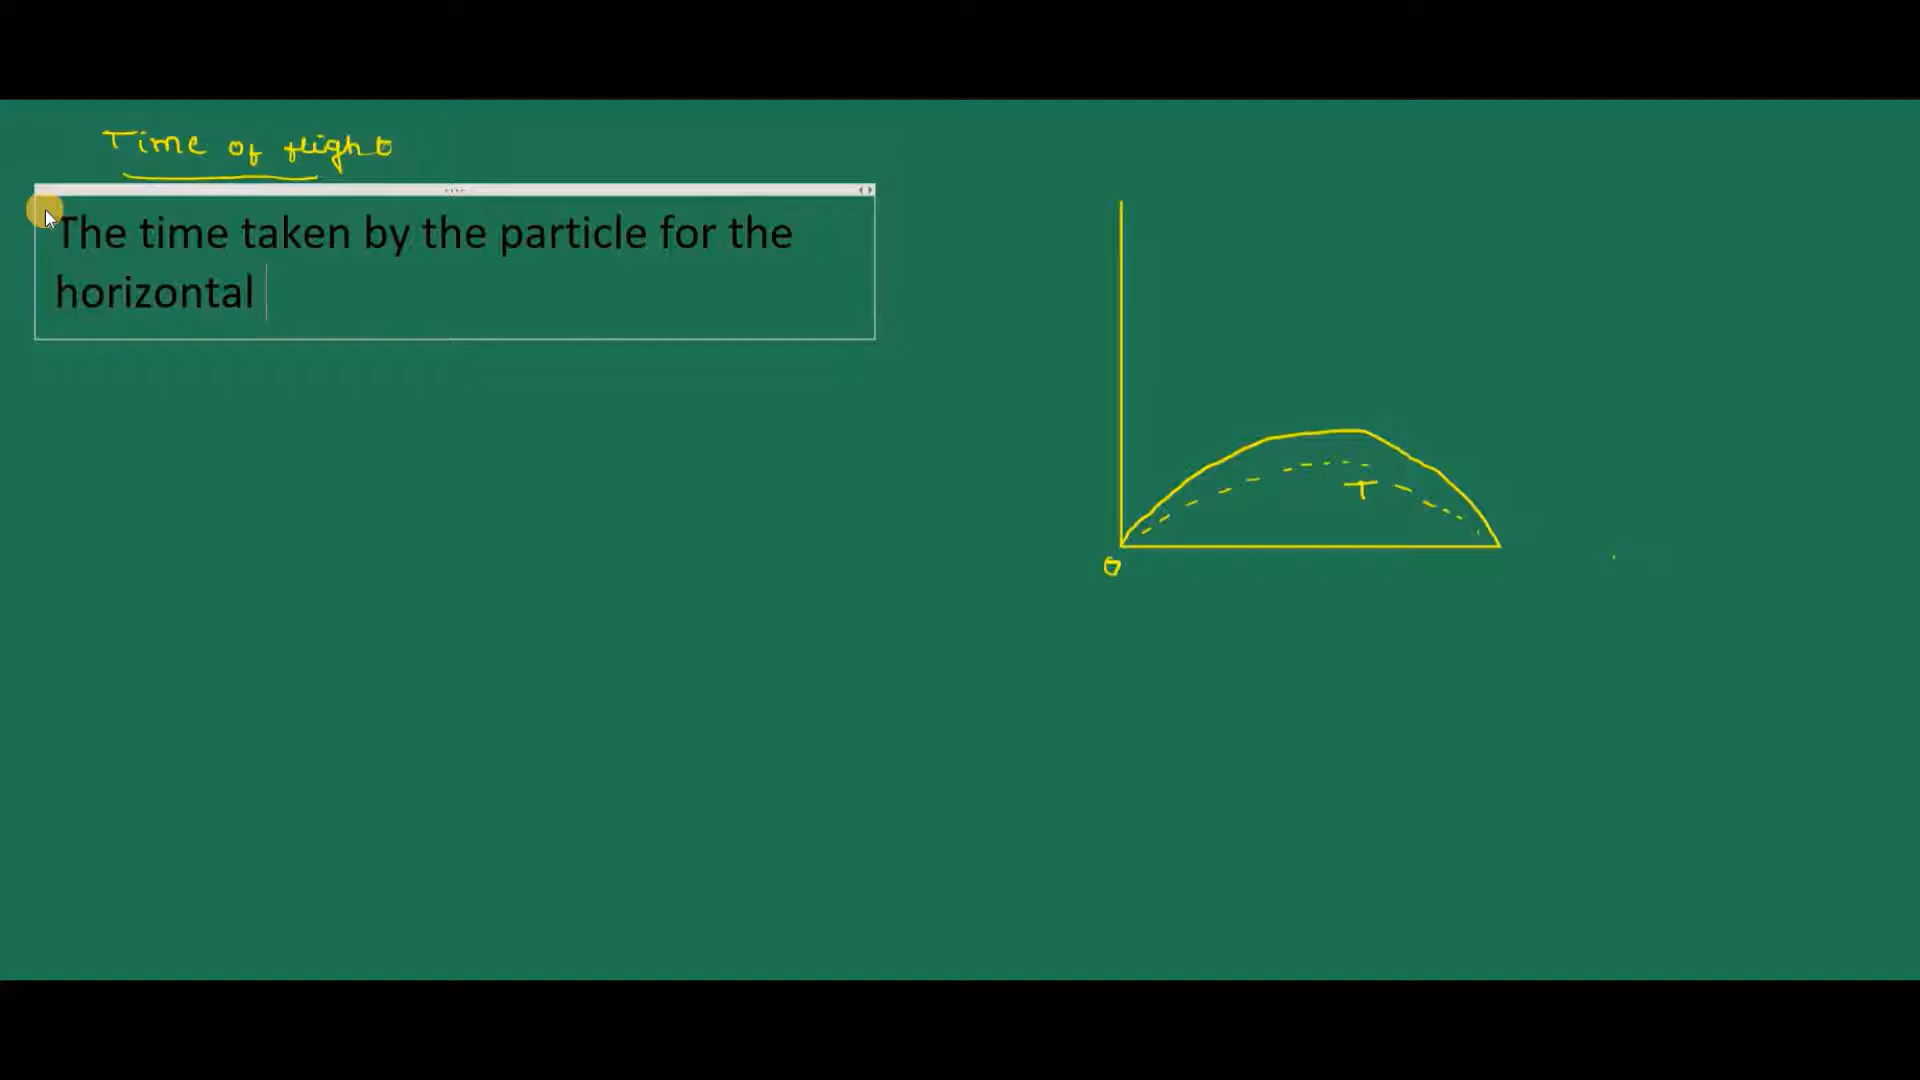 Time of flight
The time taken by the particle for the
horizontal
T
O